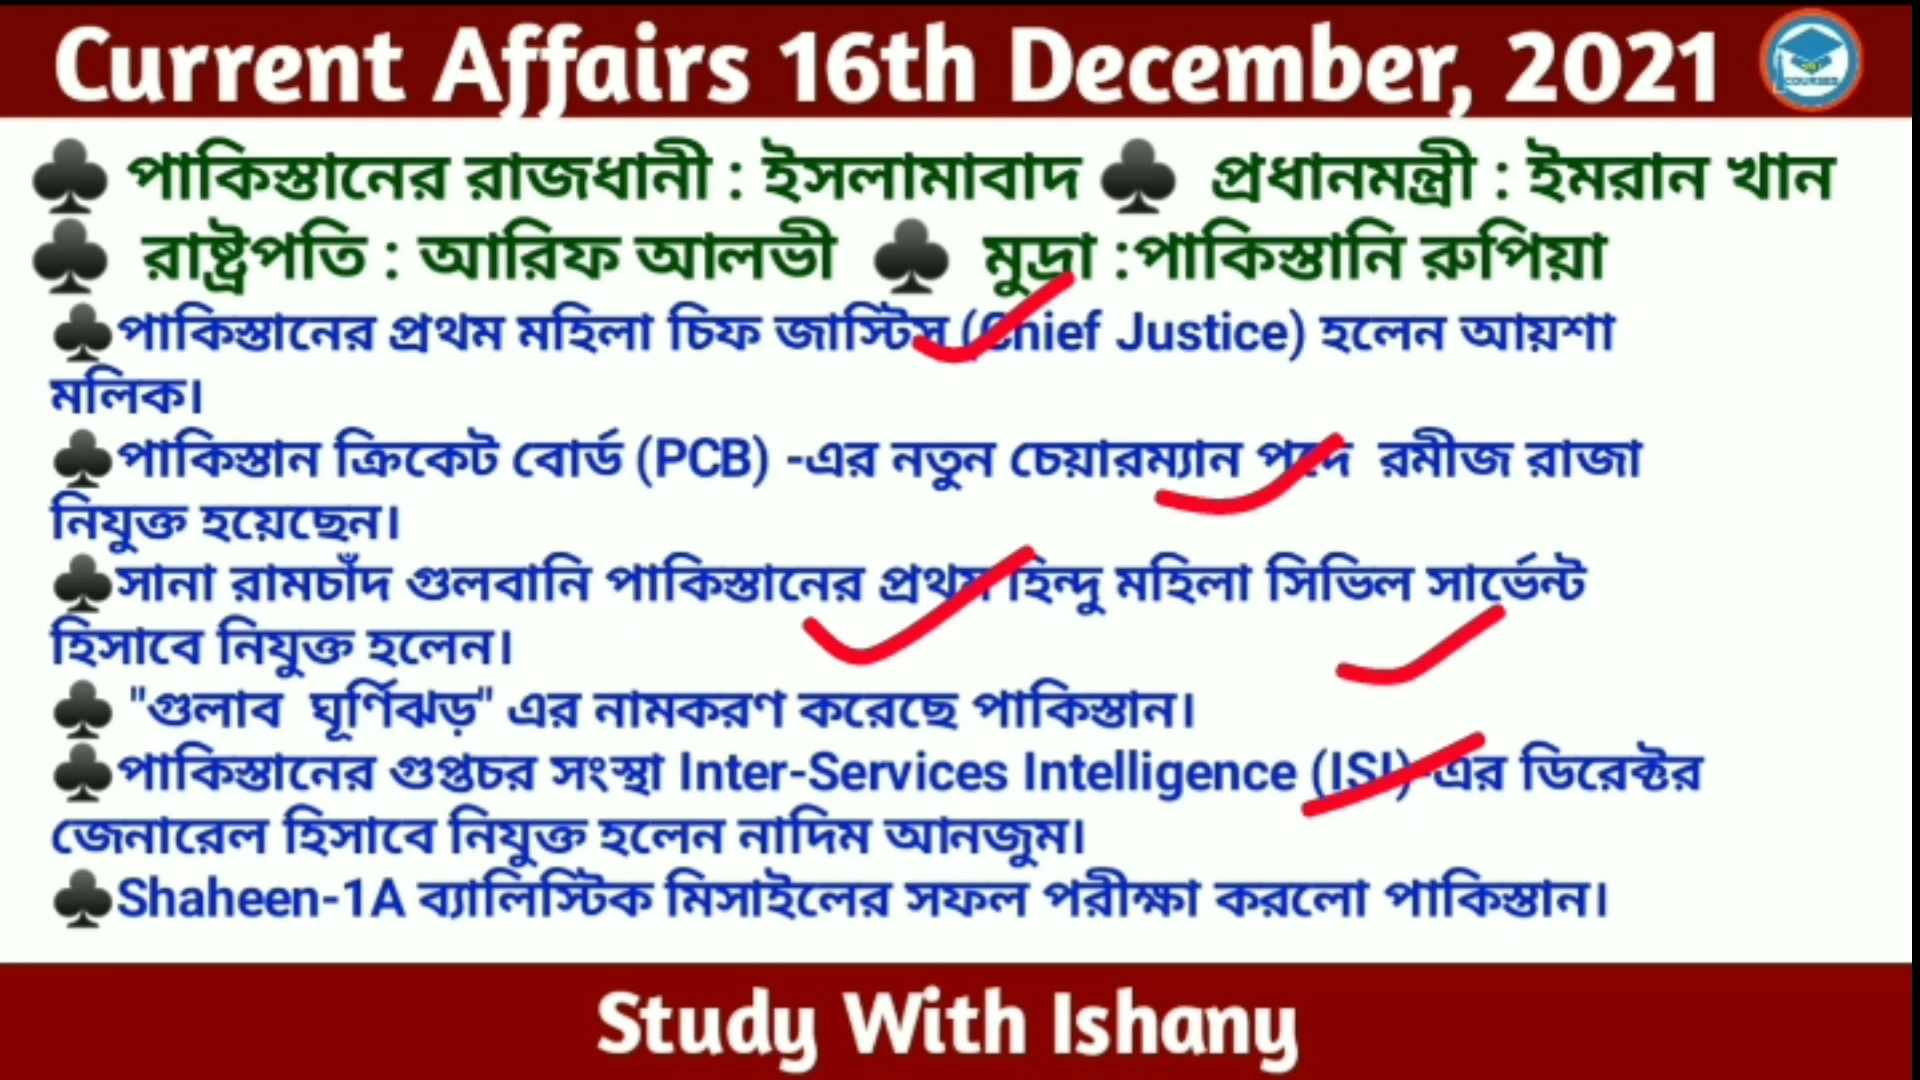 Current Affairs 16th December, 2021
COURSES
♣ পাকিস্তানের রাজধানী : ইসলামাবাদ ♣ প্রধানমন্ত্রী : ইমরান খান
♣ রাষ্ট্রপতি : আরিফ আলভী ♣ মুদ্রা :পাকিস্তানি রুপিয়া
♣পাকিস্তানের প্রথম মহিলা চিফ জাস্টিস (Chief Justice) হলেন আয়শা
মলিক।
♣পাকিস্তান ক্রিকেট বোর্ড (PCB) -এর নতুন চেয়ারম্যান পদে রমীজ রাজা
নিযুক্ত হয়েছেন।
♣সানা রামচাঁদ গুলবানি পাকিস্তানের প্রথম হিন্দু মহিলা সিভিল সার্ভেন্ট
হিসাবে নিযুক্ত হলেন।
♣ "গুলাব ঘূর্ণিঝড়" এর নামকরণ করেছে পাকিস্তান।
♣পাকিস্তানের গুপ্তচর সংস্থা Inter-Services Intelligence (ISI)-এর ডিরেক্টর
জেনারেল হিসাবে নিযুক্ত হলেন নাদিম আনজুম।
♣Shaheen-1A ব্যালিস্টিক মিসাইলের সফল পরীক্ষা করলো পাকিস্তান।
Study With Ishany